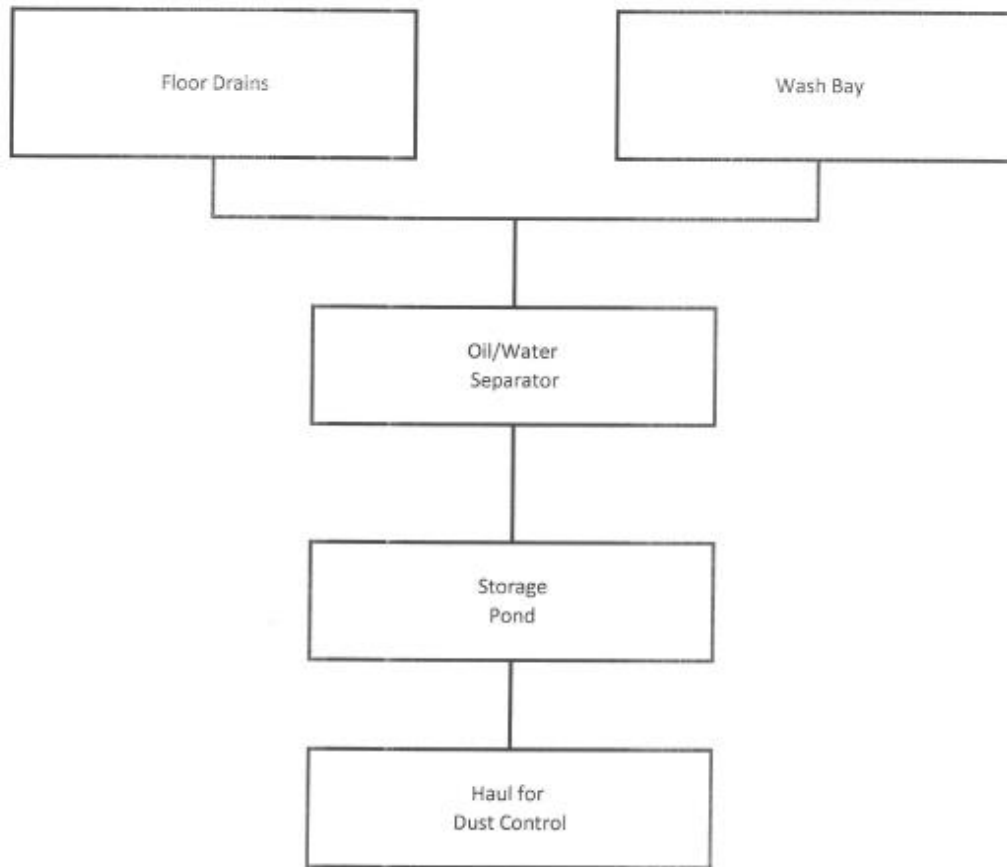 Floor Drains
Wash Bay
Oil/Water
Separator
Storage
Pond
Haul for
Dust Control